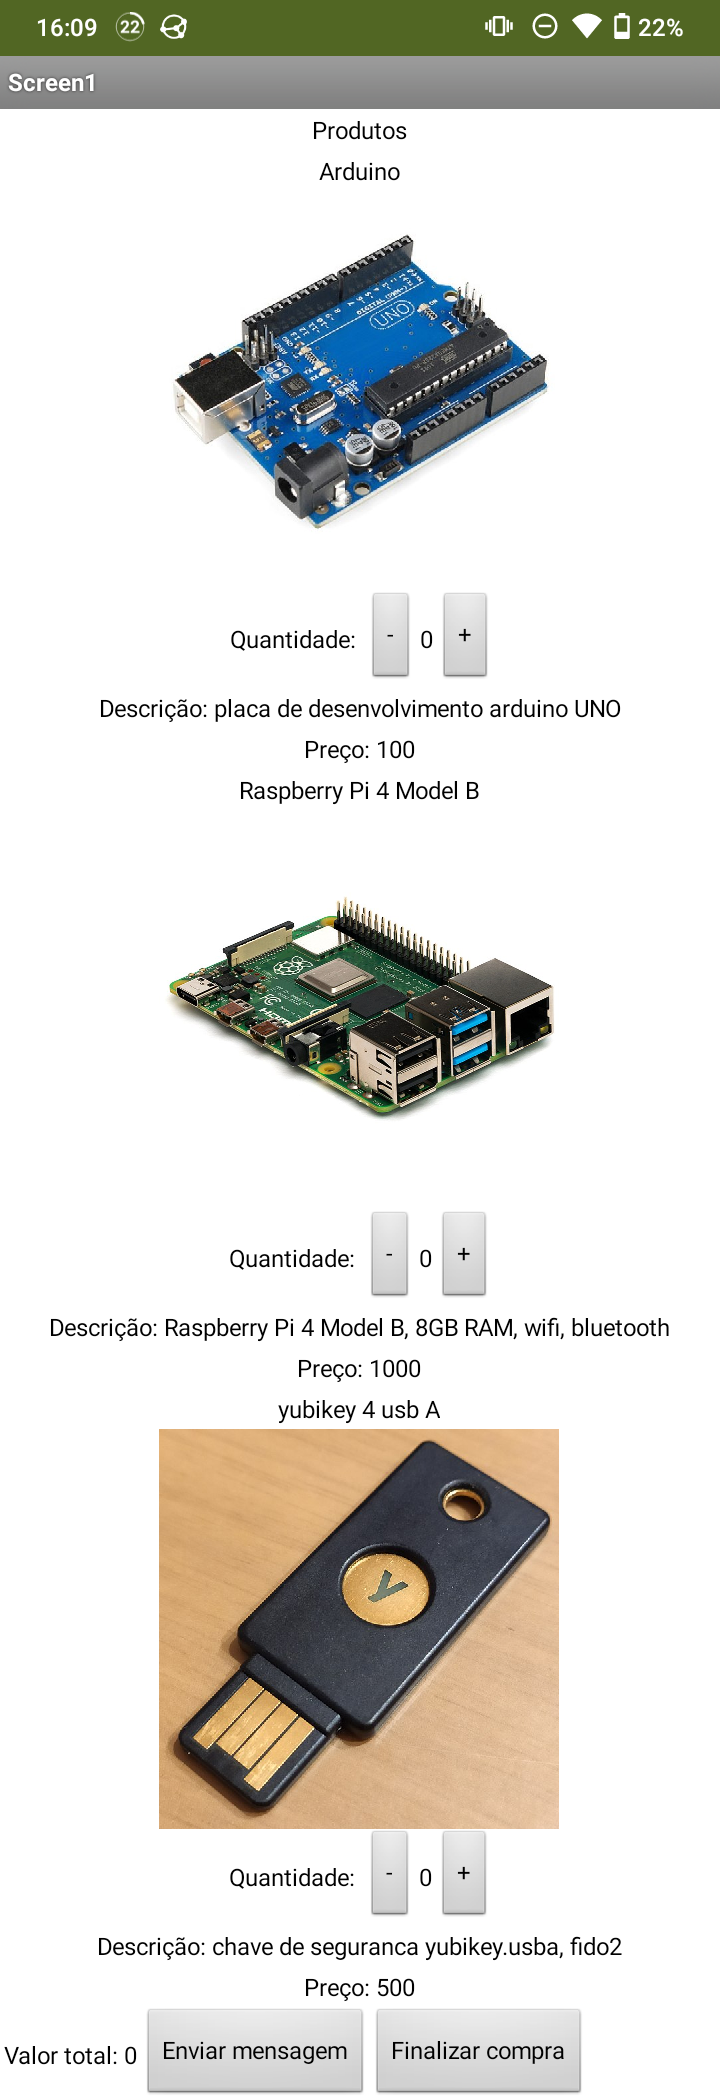 16:09 22 22%
Screen1
Produtos
Arduino
UNO
Quantidade: - 0 +
Descrição: placa de desenvolvimento arduino UNO
Preço: 100
Raspberry Pi 4 Model B
Quantidade: - 0 +
Descrição: Raspberry Pi 4 Model B, 8GB RAM, wifi, bluetooth
Preço: 1000
yubikey 4 usb A
y
Quantidade: - 0 +
Descrição: chave de seguranca yubikey.usba, fido2
Preço: 500
Valor total: 0 Enviar mensagem Finalizar compra